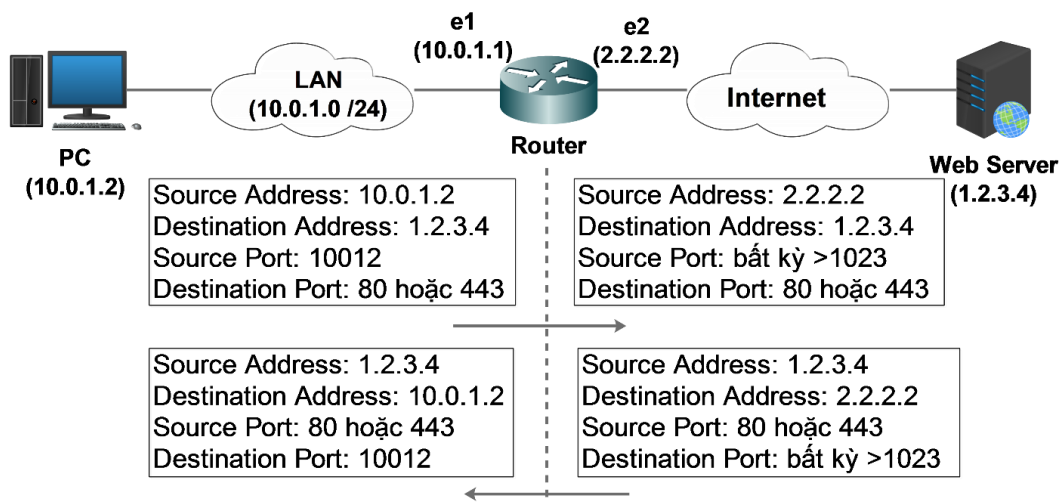 e1
(10.0.1.1)
e2
(2.2.2.2)
LAN
(10.0.1.0 /24)
Internet
Router
PC
(10.0.1.2)
Web Server
(1.2.3.4)
Source Address: 10.0.1.2
Destination Address: 1.2.3.4
Source Port: 10012
Destination Port: 80 hoặc 443
Source Address: 2.2.2.2
Destination Address: 1.2.3.4
Source Port: bất kỳ >1023
Destination Port: 80 hoặc 443
Source Address: 1.2.3.4
Destination Address: 10.0.1.2
Source Port: 80 hoặc 443
Destination Port: 10012
Source Address: 1.2.3.4
Destination Address: 2.2.2.2
Source Port: 80 hoặc 443
Destination Port: bất kỳ >1023